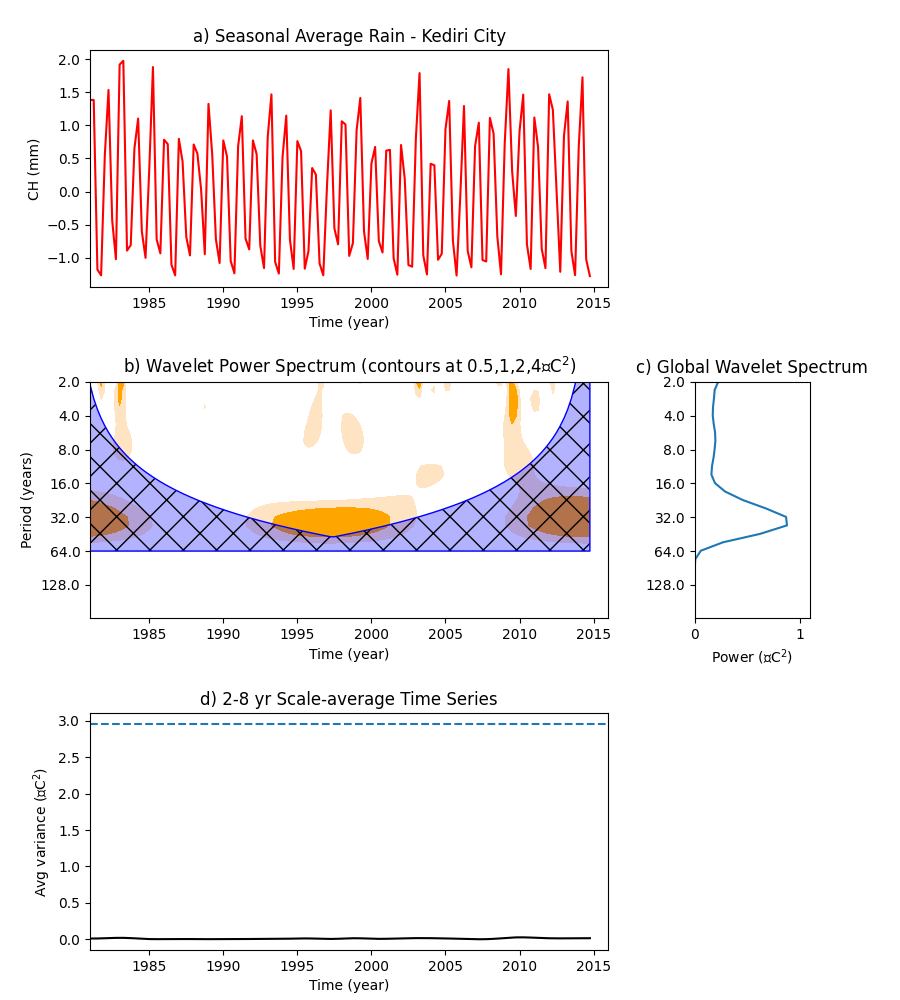 a) Seasonal Average Rain - Kediri City
2.0
1.5
1.0
0.5
0.0
−0.5
−1.0
CH (mm)
1985 1990 1995 2000 2005 2010 2015
Time (year)
b) Wavelet Power Spectrum (contours at 0.5,1,2,4▯C²)
2.0
4.0
8.0
16.0
32.0
64.0
128.0
Period (years)
1985 1990 1995 2000 2005 2010 2015
Time (year)
c) Global Wavelet Spectrum
2.0
4.0
8.0
16.0
32.0
64.0
128.0
0 1
Power (▯C²)
d) 2-8 yr Scale-average Time Series
3.0
2.5
2.0
1.5
1.0
0.5
0.0
Avg variance (▯C²)
1985 1990 1995 2000 2005 2010 2015
Time (year)